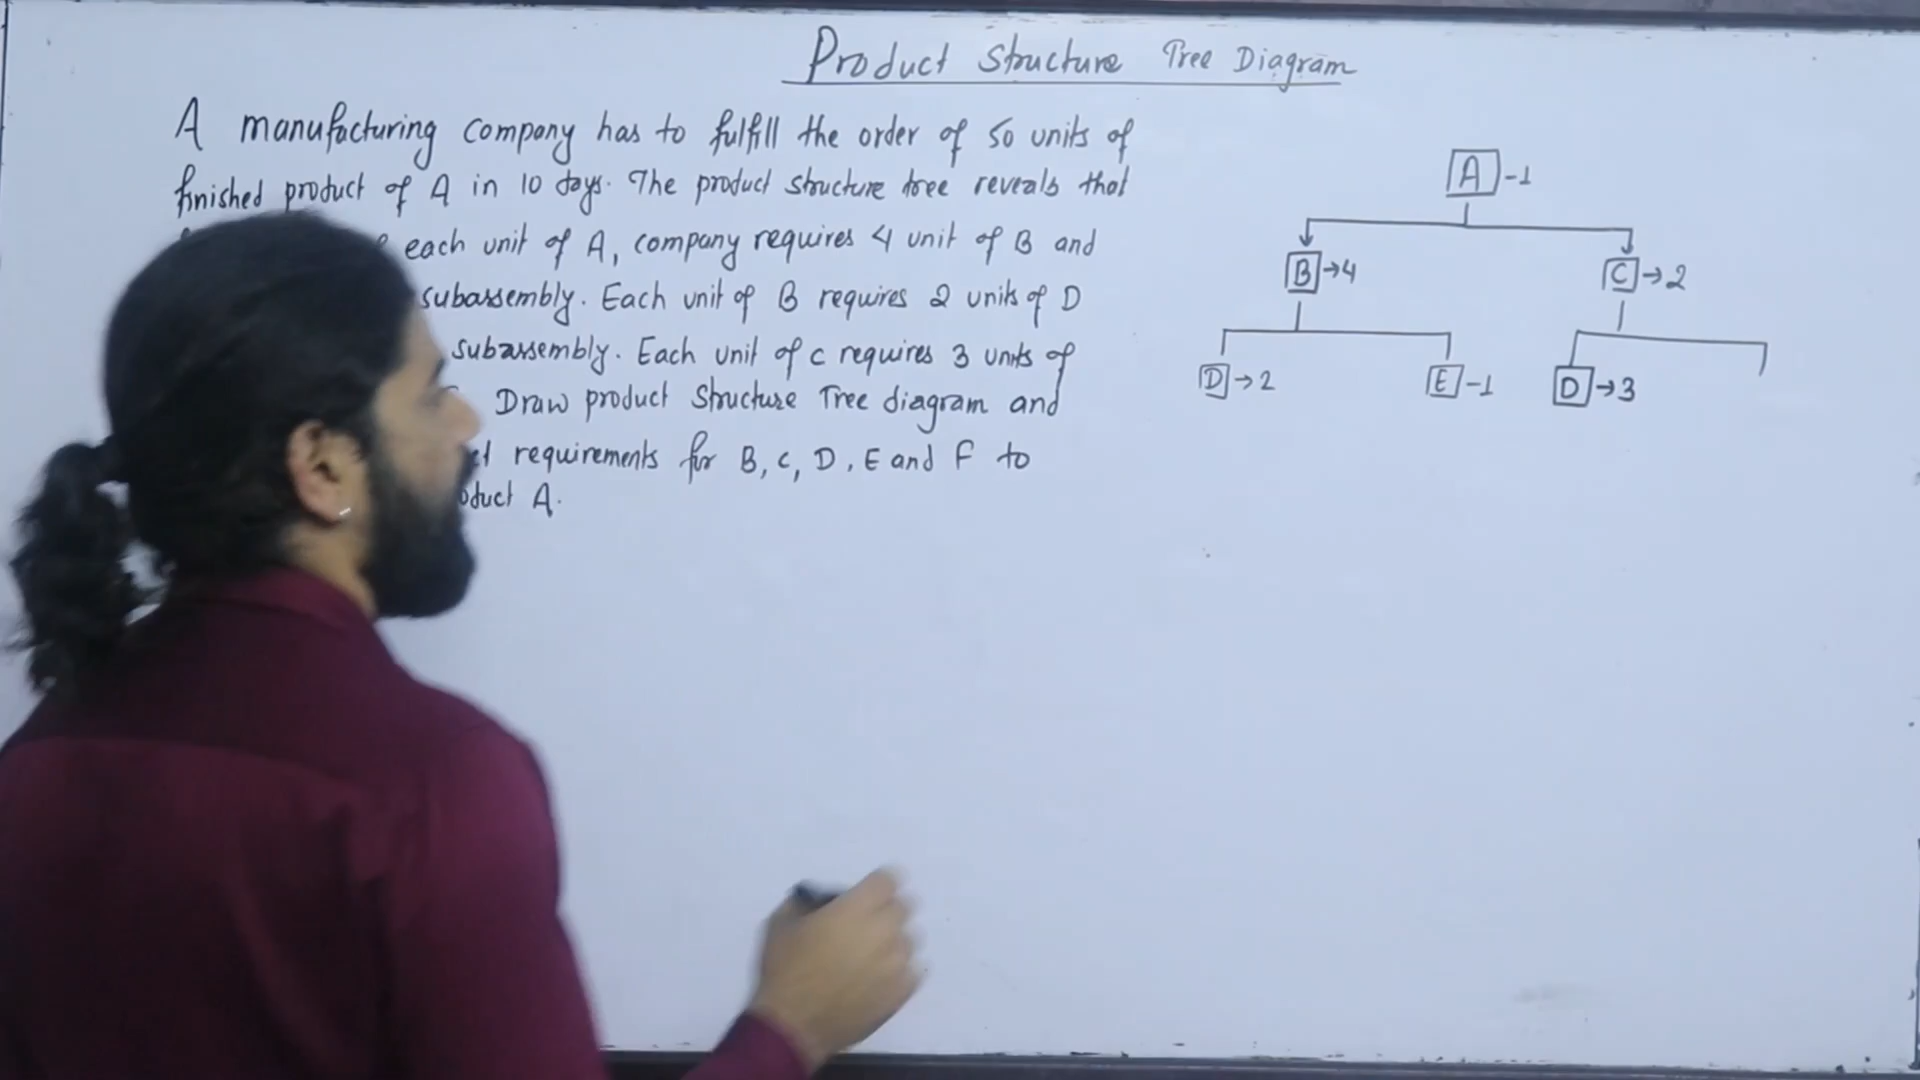 Product Structure Tree Diagram
A manufacturing company has to fulfill the order of 50 units of
finished product of A in 10 days. The product structure tree reveals that
each unit of A, company requires 4 unit of B and
subassembly. Each unit of B requires 2 units of D
subassembly. Each unit of c requires 3 units of
Draw product Structure Tree diagram and
requirements for B, C, D, E and F to
A.
A -1
B →4
C →2
D →2
E -1
D →3